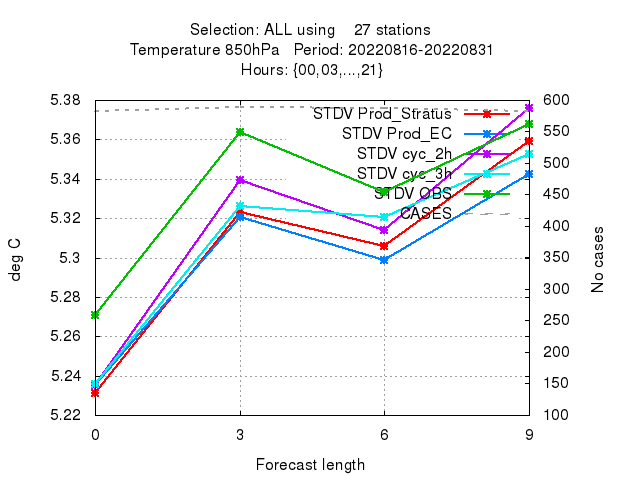 Selection: ALL using 27 stations
Temperature 850hPa Period: 20220816-20220831
Hours: {00,03,...,21}
5.38
5.36
5.34
5.32
5.3
5.28
5.26
5.24
5.22
600
550
500
450
400
350
300
250
200
150
100
STDV Prod_Stratus
STDV Prod_EC
STDV cyc_2h
STDV cyc_3h
STDV OBS
CASES
deg C
No cases
0 3 6 9
Forecast length